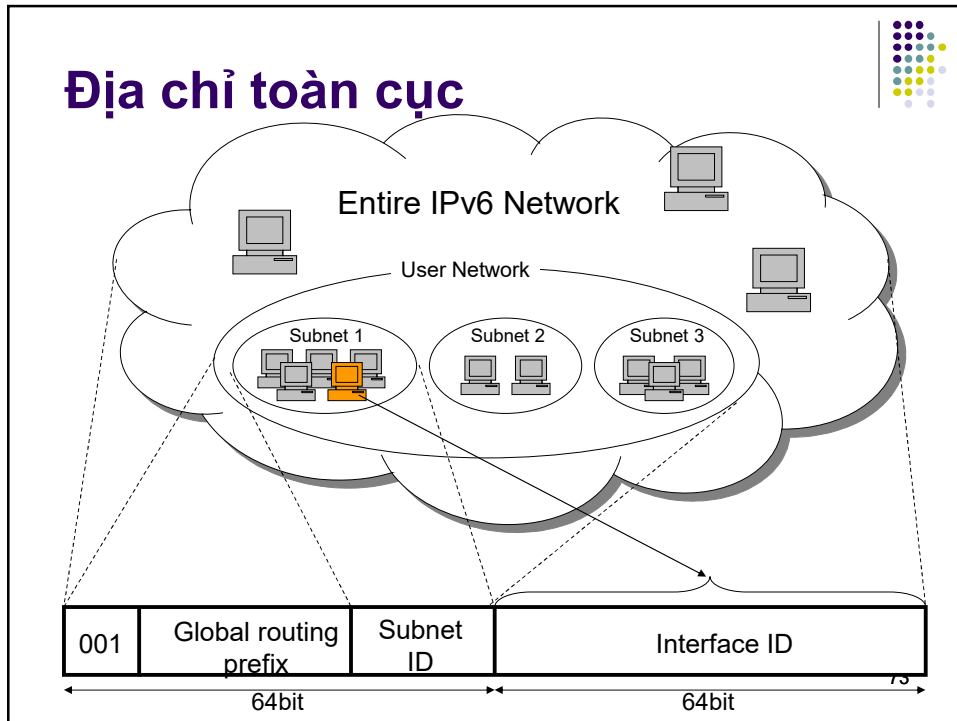 Địa chỉ toàn cục
Entire IPv6 Network
User Network
Subnet 1
Subnet 2
Subnet 3
001
Global routing
prefix
Subnet
ID
Interface ID
73
64bit
64bit